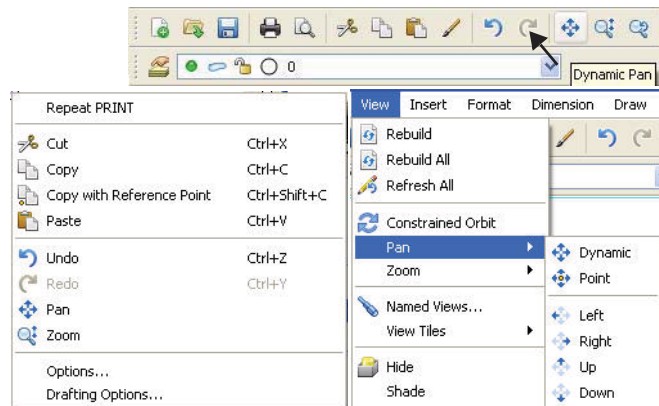 0
Dynamic Pan
Repeat PRINT
Cut Ctrl+X
Copy Ctrl+C
Copy with Reference Point Ctrl+Shift+C
Paste Ctrl+V
Undo Ctrl+Z
Redo Ctrl+Y
Pan
Zoom
Options...
Drafting Options...
View Insert Format Dimension Draw
Rebuild
Rebuild All
Refresh All
Constrained Orbit
Pan
Zoom
Named Views...
View Tiles
Hide
Shade
Dynamic
Point
Left
Right
Up
Down